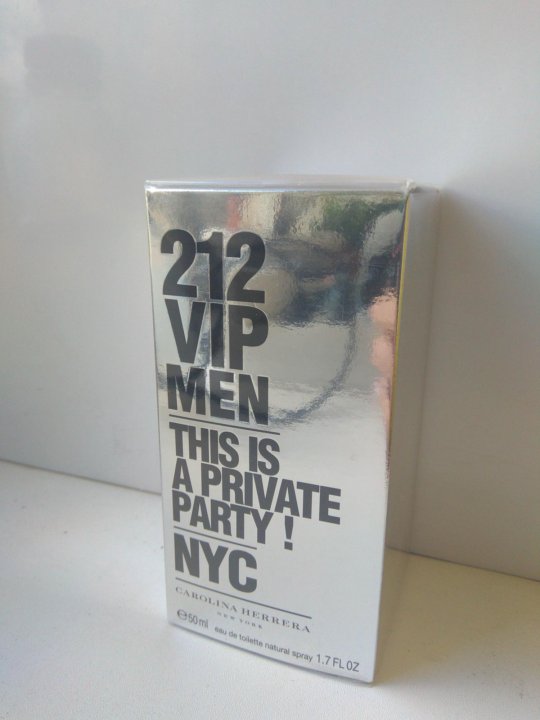 212
VIP
MEN
THIS IS
A PRIVATE
PARTY !
NYC
CAROLINA HERRERA
NEW YORK
℮50ml eau de toilette natural spray 1.7 FL OZ